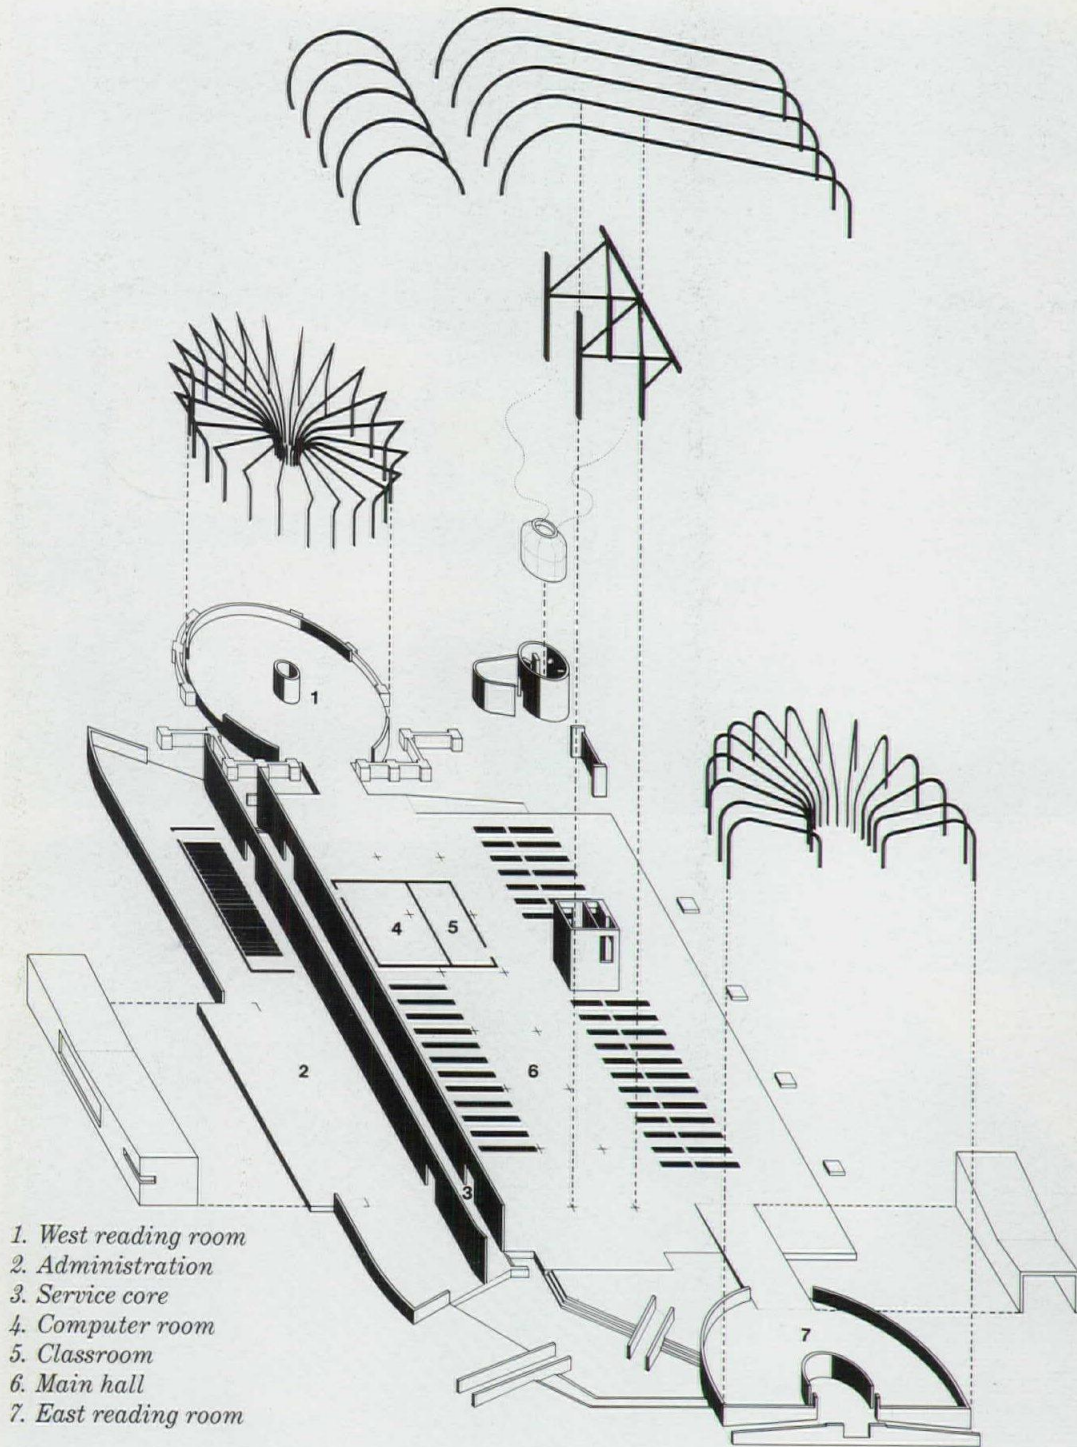 1
4
5
2
6
3
7
1. West reading room
2. Administration
3. Service core
4. Computer room
5. Classroom
6. Main hall
7. East reading room